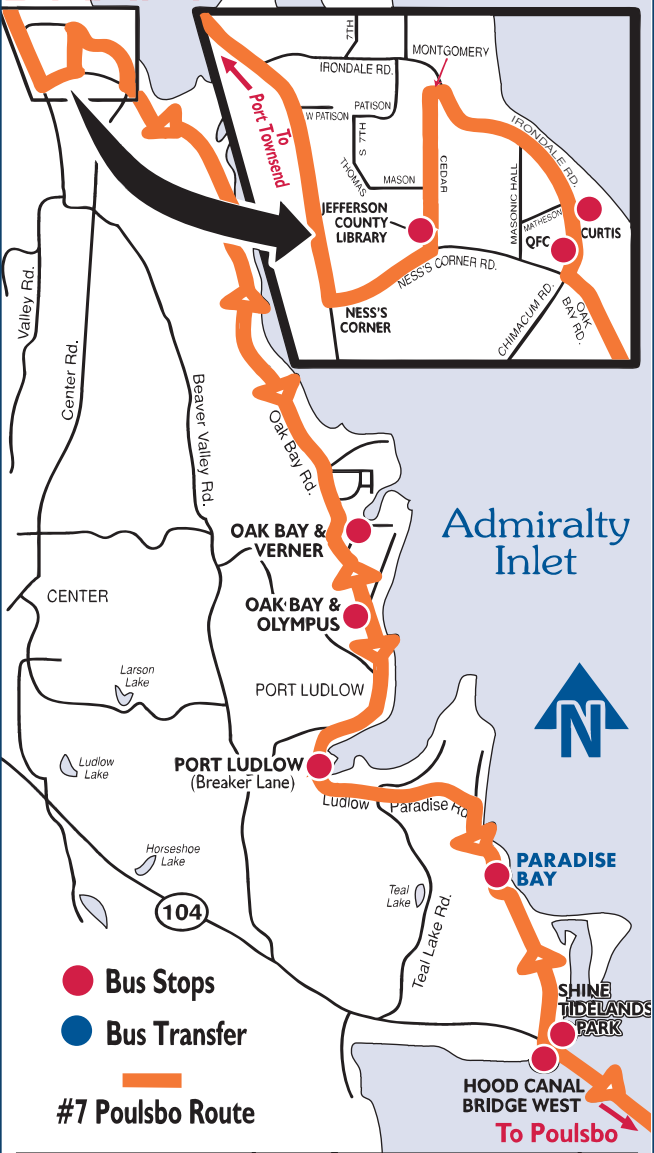 7TH
MONTGOMERY
IRONDALE RD.
To
Port Townsend
W PATISON
PATISON
S 7TH
THOMAS
MASON
CEDAR
IRONDALE RD.
MASONIC HALL
MATHESON
JEFFERSON
COUNTY
LIBRARY
QFC
CURTIS
NESS'S CORNER RD.
NESS'S
CORNER
CHIMACUM RD.
OAK
BAY RD.
Valley Rd.
Center Rd.
Beaver Valley Rd.
Oak Bay Rd.
OAK BAY &
VERNER
Admiralty
Inlet
CENTER
OAK BAY &
OLYMPUS
Larson
Lake
PORT LUDLOW
N
Ludlow
Lake
PORT LUDLOW
(Breaker Lane)
Ludlow
Paradise Rd
Horseshoe
Lake
PARADISE
BAY
Teal
Lake
104
Teal Lake Rd.
Bus Stops
SHINE
TIDELANDS
PARK
Bus Transfer
HOOD CANAL
BRIDGE WEST
#7 Poulsbo Route
To Poulsbo